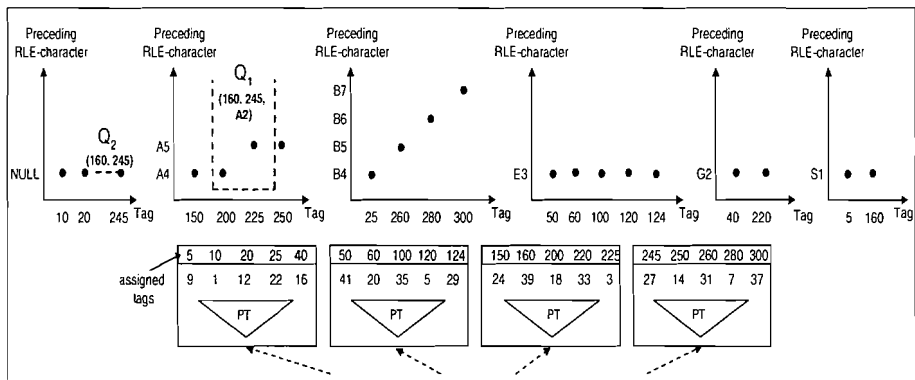 Preceding RLE-character
Preceding RLE-character
Preceding RLE-character
Preceding RLE-character
Preceding RLE-character
Preceding RLE-character
Q2
(160, 245)
NULL
10 20 245 Tag
Q1
(160, 245, A2)
A5
A4
150 200 225 250 Tag
B7
B6
B5
B4
25 260 280 300 Tag
E3
50 60 100 120 124 Tag
G2
40 220 Tag
S1
5 160 Tag
assigned tags
5 10 20 25 40
9 1 12 22 16
PT
50 60 100 120 124
41 20 35 5 29
PT
150 160 200 220 225
24 39 18 33 3
PT
245 250 260 280 300
27 14 31 7 37
PT